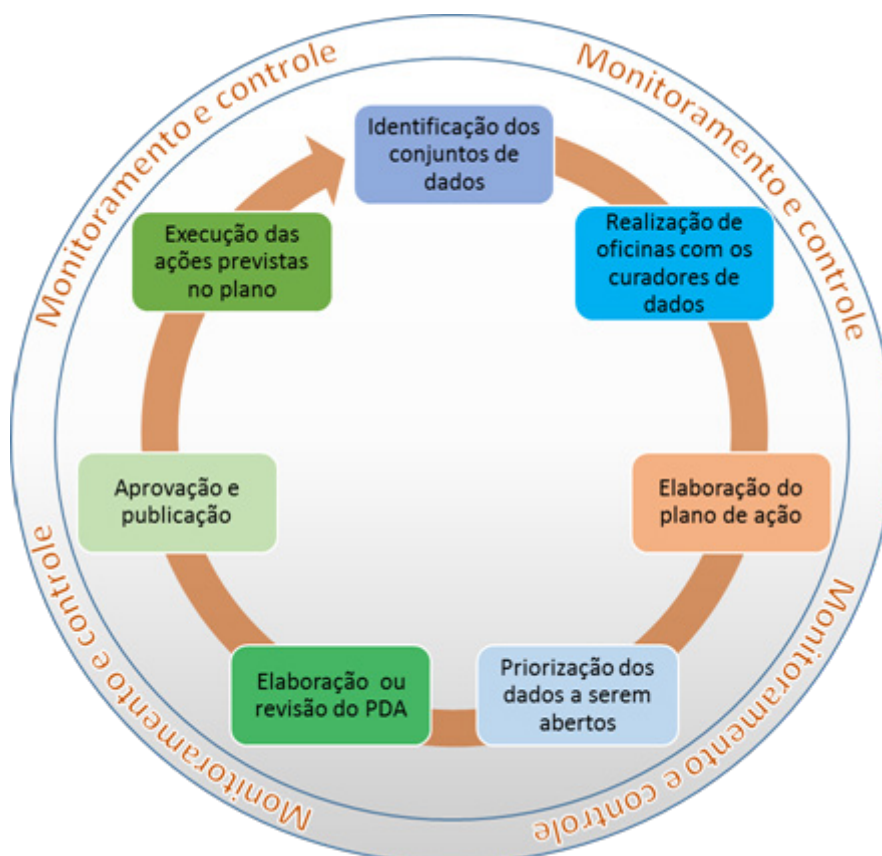 Monitoramento e controle
Monitoramento e controle
Identificação dos
conjuntos de
dados
Realização de
oficinas com os
curadores de
dados
Elaboração do
plano de ação
Priorização dos
dados a serem
abertos
Elaboração ou
revisão do PDA
Aprovação e
publicação
Execução das
ações previstas
no plano
Monitoramento e controle
Monitoramento e controle